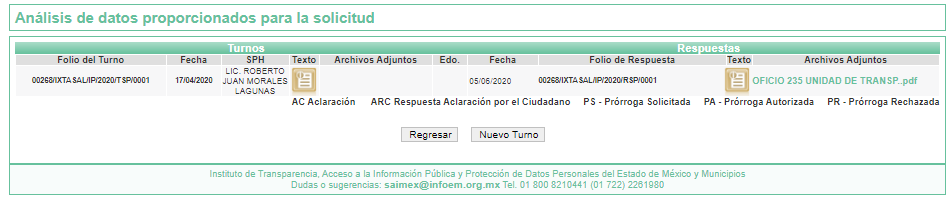 Análisis de datos proporcionados para la solicitud
Turnos Respuestas
Folio del Turno Fecha SPH Texto Archivos Adjuntos Edo. Fecha Folio de Respuesta Texto Archivos Adjuntos
00268/IXTASAL/IP/2020/TSP/0001 17/04/2020 LIC. ROBERTO JUAN MORALES LAGUNAS 05/06/2020 00268/IXTASAL/IP/2020/RSP/0001 OFICIO 235 UNIDAD DE TRANSP..pdf
AC Aclaración ARC Respuesta Aclaración por el Ciudadano PS - Prórroga Solicitada PA - Prórroga Autorizada PR - Prórroga Rechazada
Regresar Nuevo Turno
Instituto de Transparencia, Acceso a la Información Pública y Protección de Datos Personales del Estado de México y Municipios
Dudas o sugerencias: saimex@infoem.org.mx Tel. 01 800 8210441 (01 722) 2261980